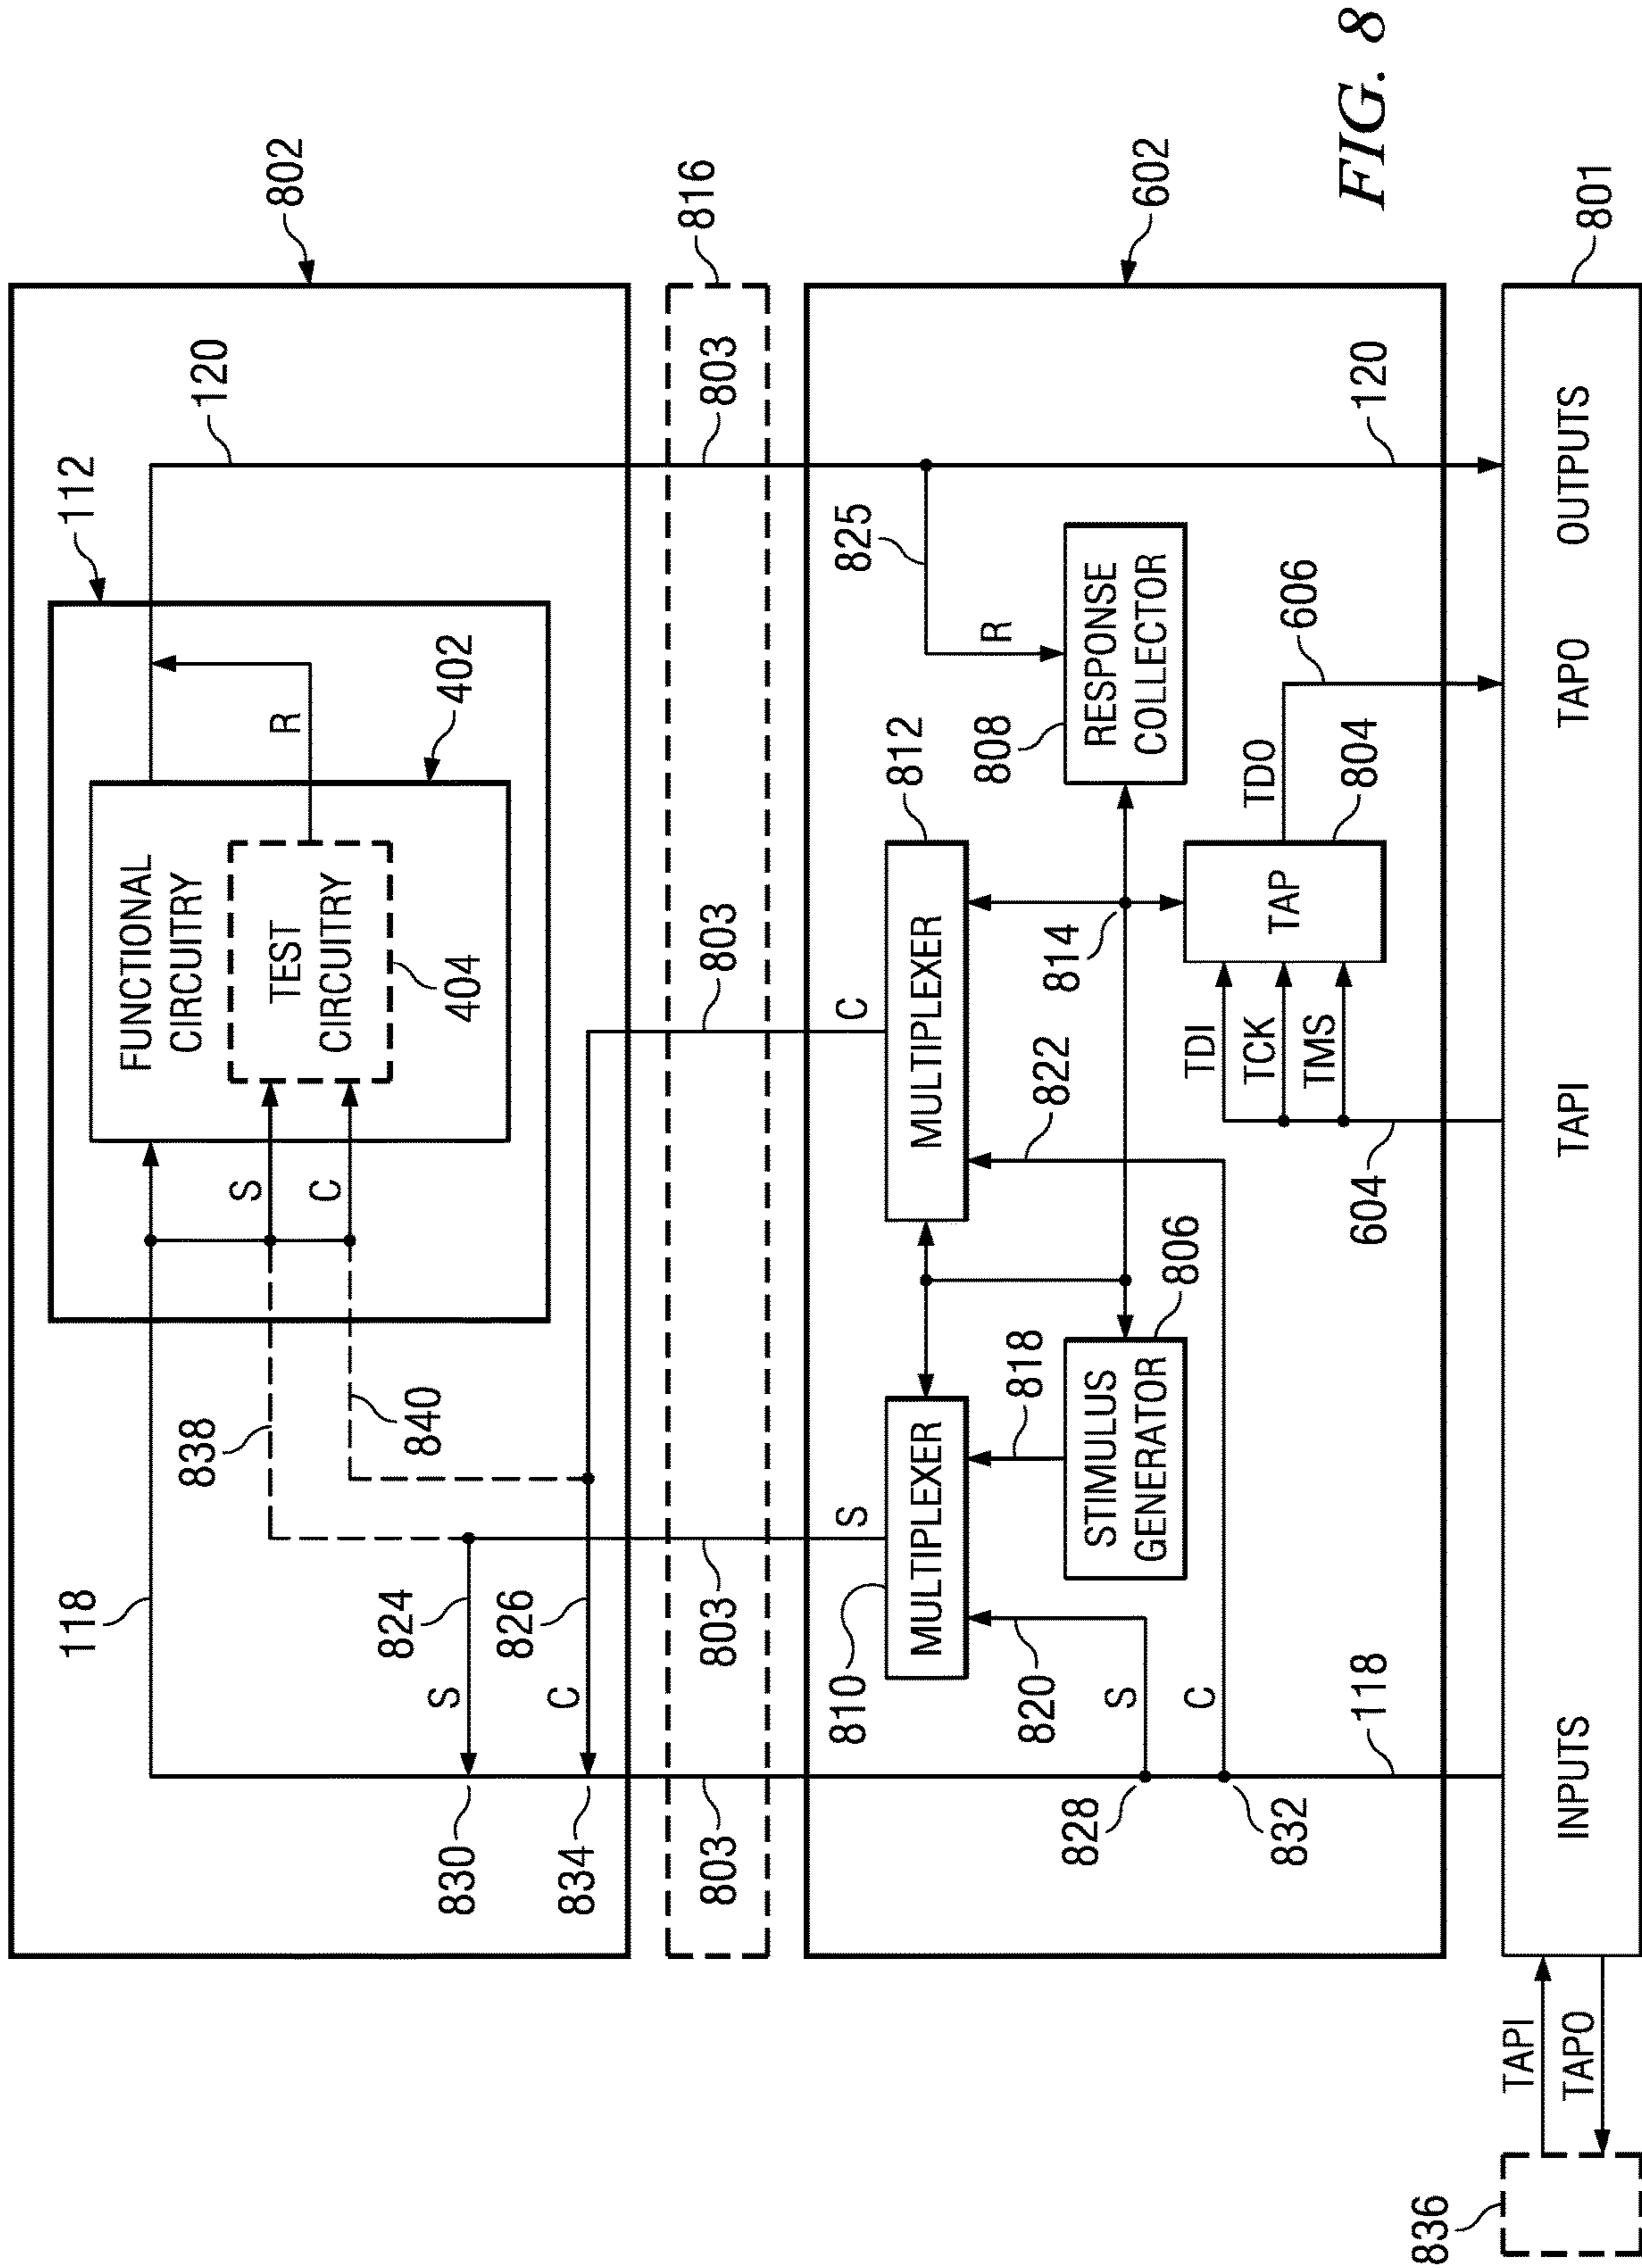 802
112
FUNCTIONAL
CIRCUITRY
TEST
CIRCUITRY
404
402
S
C
R
118
120
838
840
824
S
826
C
830
834
816
803
803
803
803
602
S
C
810
MULTIPLEXER
812
MULTIPLEXER
825
R
818
820
822
814
808
RESPONSE
COLLECTOR
STIMULUS
GENERATOR
806
S
C
828
832
TDI
TCK
TMS
TAP
804
TDO
606
604
118
120
FIG. 8
801
INPUTS
TAPI
TAPO
OUTPUTS
TAPI
TAPO
836